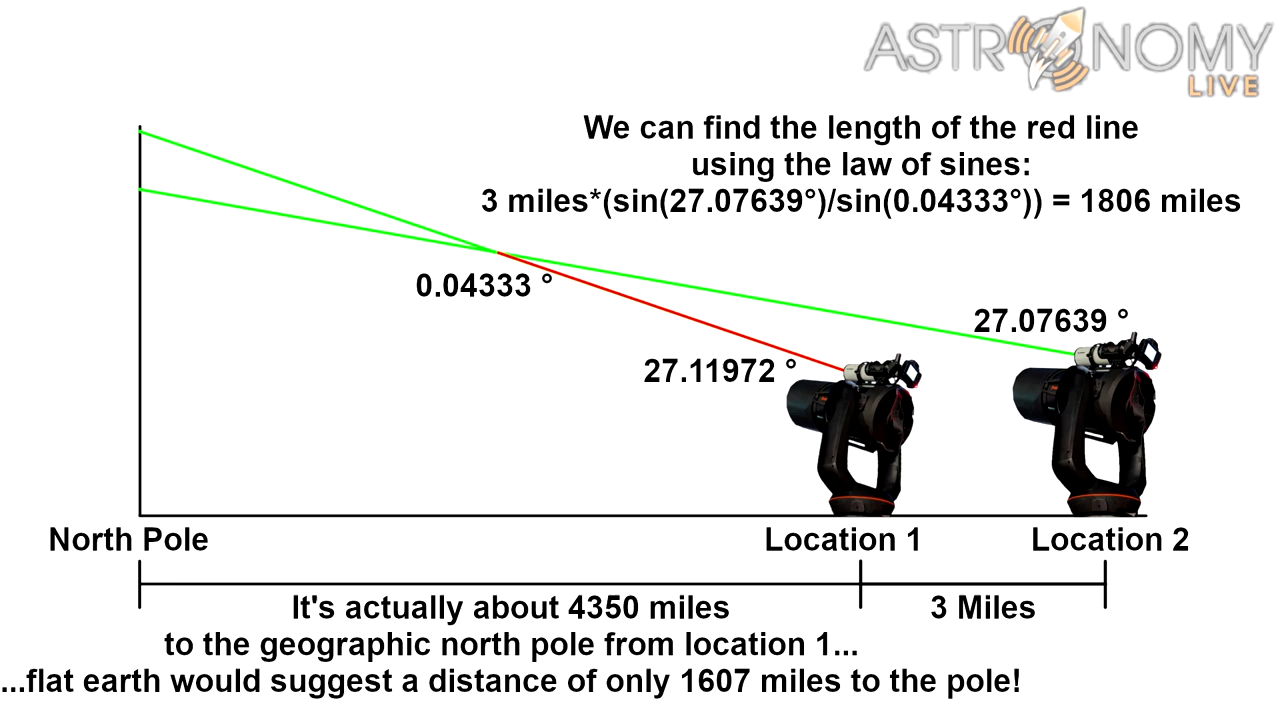 ASTRONOMY
LIVE
We can find the length of the red line
using the law of sines:
3 miles*(sin(27.07639°)/sin(0.04333°)) = 1806 miles
0.04333 °
27.07639 °
27.11972 °
North Pole
Location 1
Location 2
It's actually about 4350 miles
3 Miles
to the geographic north pole from location 1...
...flat earth would suggest a distance of only 1607 miles to the pole!